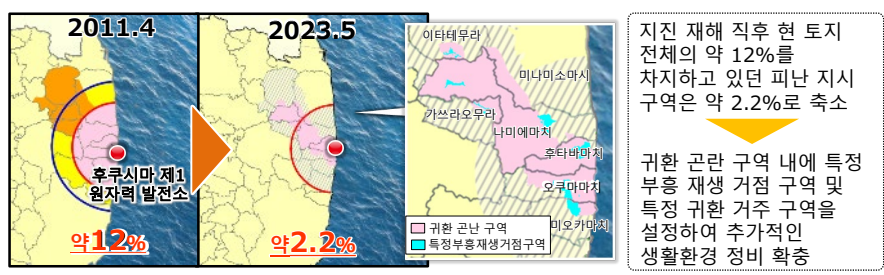 2011.4
후쿠시마 제1
원자력 발전소
약12%
2023.5
약2.2%
이타테무라
미나미소마시
가쓰라오무라
나미에마치
후타바마치
오쿠마마치
미오카마치
귀환 곤난 구역
특정부흥재생거점구역
지진 재해 직후 현 토지
전체의 약 12%를
차지하고 있던 피난 지시
구역은 약 2.2%로 축소
귀환 곤란 구역 내에 특정
부흥 재생 거점 구역 및
특정 귀환 거주 구역을
설정하여 추가적인
생활환경 정비 확충